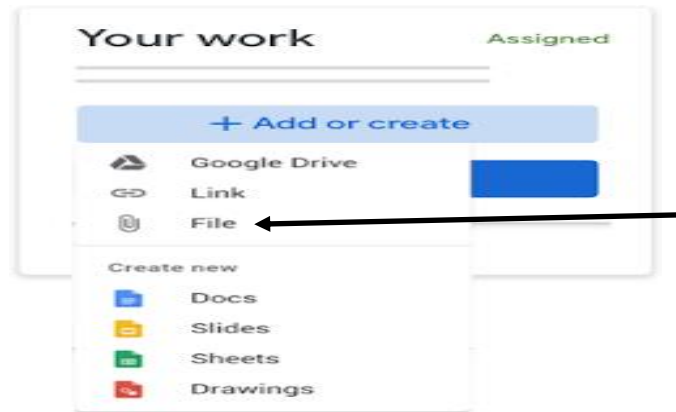 Your work
Assigned
+ Add or create
Google Drive
Link
File
Create new
Docs
Slides
Sheets
Drawings